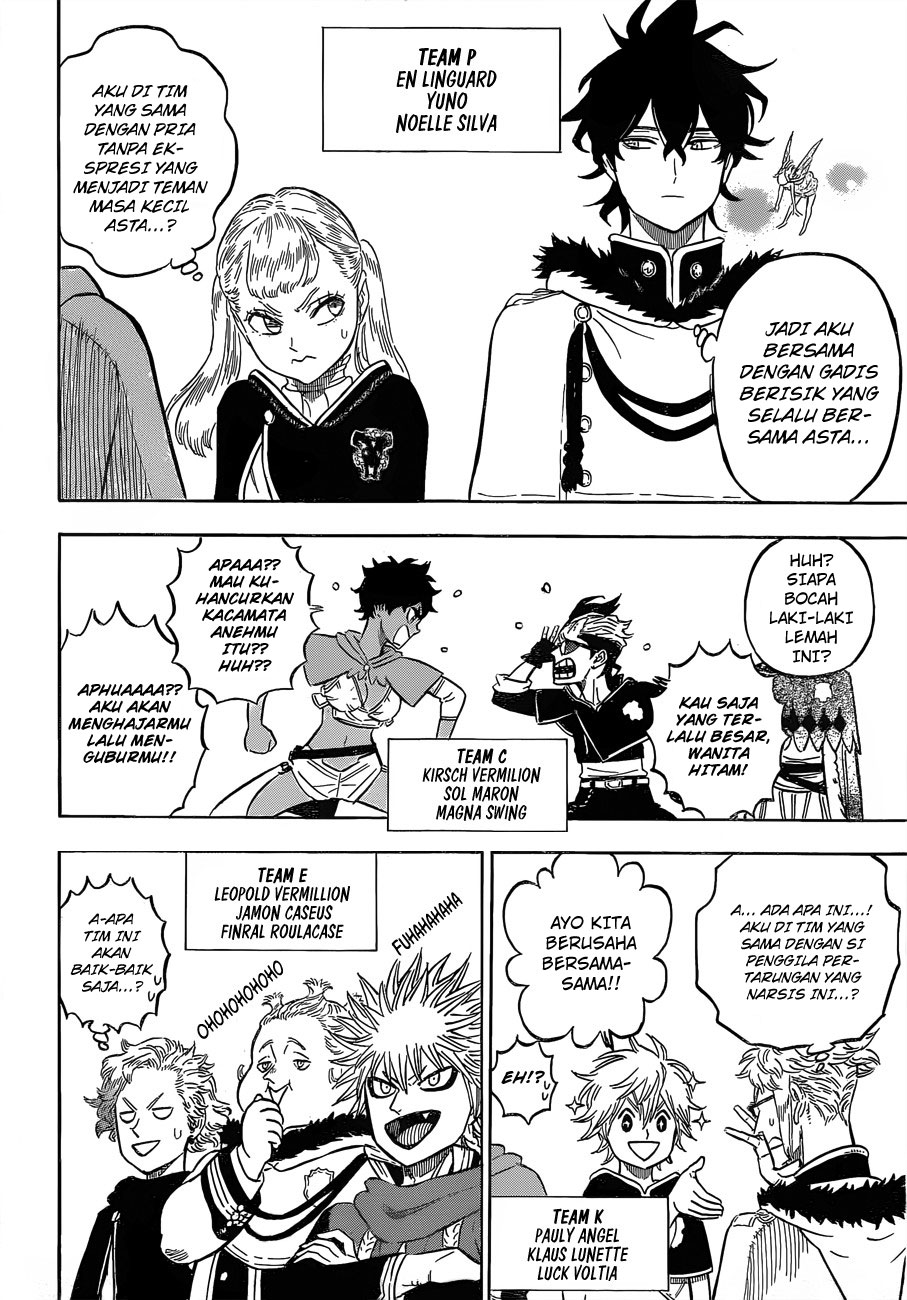 TEAM P
EN LINGUARD
YUNO
NOELLE SILVA
AKU DI TIM
YANG SAMA
DENGAN PRIA
TANPA EK-
SPRESI YANG
MENJADI TEMAN
MASA KECIL
ASTA...?
JADI AKU
BERSAMA
DENGAN GADIS
BERISIK YANG
SELALU BER-
SAMA ASTA...
HUH?
SIAPA
BOCAH
LAKI-LAKI
LEMAH
INI?
KAU SAJA
YANG TER-
LALU BESAR,
WANITA
HITAM!
APAAA??
MAU KU-
HANCURKAN
KACAMATA
ANEHMU
ITU??
HUH??
APHUAAAA??
AKU AKAN
MENGHAJARMU
LALU MEN-
GUBURMU!!
TEAM C
KIRSCH VERMILION
SOL MARON
MAGNA SWING
TEAM E
LEOPOLD VERMILLION
JAMON CASEUS
FINRAL ROULACASE
A-APA
TIM INI
AKAN
BAIK-BAIK
SAJA...?
OHOHOHOHOHO
FUHAHAHAHA
A... ADA APA INI...!
AKU DI TIM YANG
SAMA DENGAN SI
PENGGILA PER-
TARUNGAN YANG
NARSIS INI...?
AYO KITA
BERUSAHA
BERSAMA-
SAMA!!
EH!?
TEAM K
PAULY ANGEL
KLAUS LUNETTE
LUCK VOLTIA